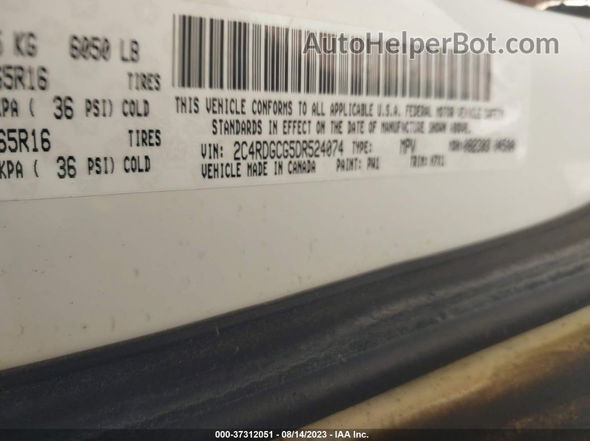 AutoHelperBot.com
KG 6050 LB
65R16 TIRES
KPA ( 36 PSI) COLD
65R16 TIRES
KPA ( 36 PSI) COLD
THIS VEHICLE CONFORMS TO ALL APPLICABLE U.S.A. FEDERAL MOTOR VEHICLE SAFETY
STANDARDS IN EFFECT ON THE DATE OF MANUFACTURE SHOWN ABOVE.
VIN: 2C4RDGCG5DR524074 TYPE: MPV
VEHICLE MADE IN CANADA PAINT: PW1 TRIM:
000-37312051 - 08/14/2023 - IAA Inc.